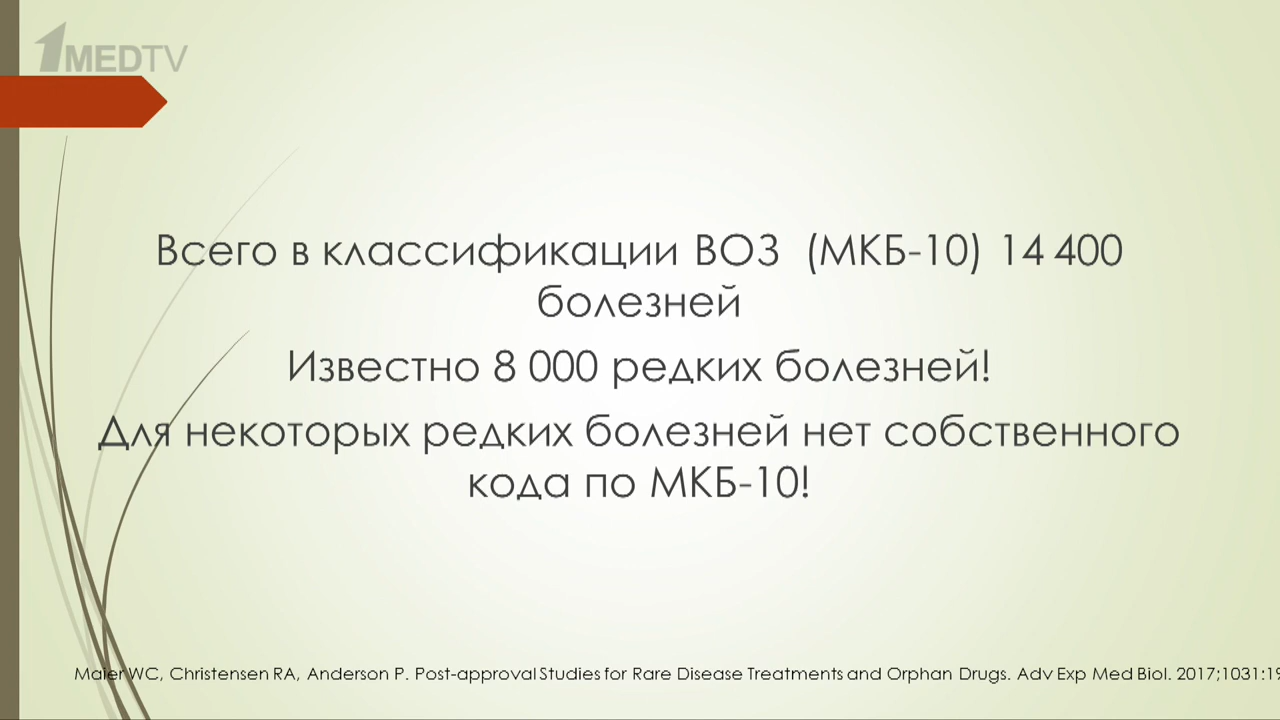 1MEDTV
Всего в классификации ВОЗ (МКБ-10) 14 400
болезней
Известно 8 000 редких болезней!
Для некоторых редких болезней нет собственного
кода по МКБ-10!
Maier WC, Christensen RA, Anderson P. Post-approval Studies for Rare Disease Treatments and Orphan Drugs. Adv Exp Med Biol. 2017;1031:19